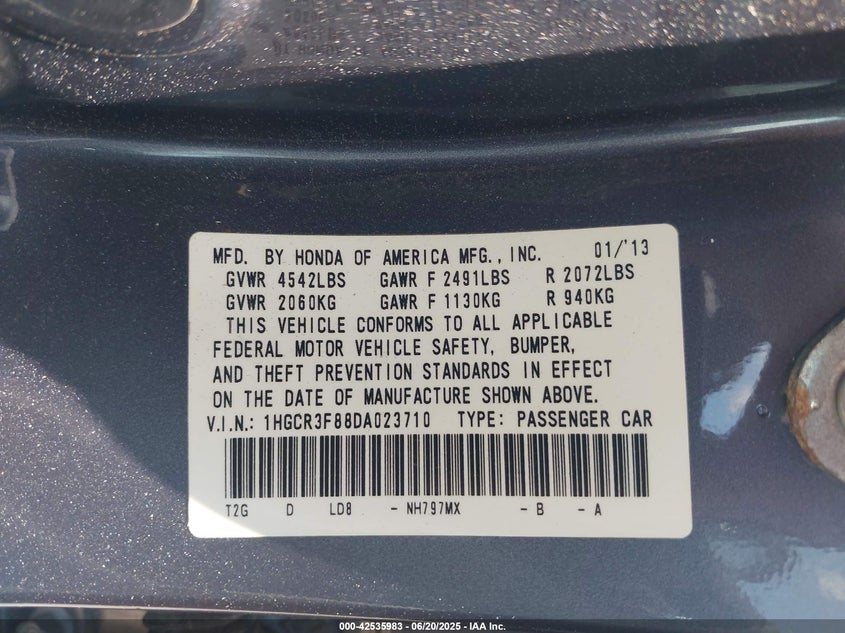 MFD. BY HONDA OF AMERICA MFG., INC. 01/'13
GVWR 4542LBS GAWR F 2491LBS R 2072LBS
GVWR 2060KG GAWR F 1130KG R 940KG
THIS VEHICLE CONFORMS TO ALL APPLICABLE
FEDERAL MOTOR VEHICLE SAFETY, BUMPER,
AND THEFT PREVENTION STANDARDS IN EFFECT
ON THE DATE OF MANUFACTURE SHOWN ABOVE.
V.I.N.: 1HGCR3F88DA023710 TYPE: PASSENGER CAR
T2G D LD8 - NH797MX - B - A
000-42535983 - 06/20/2025 - IAA Inc.